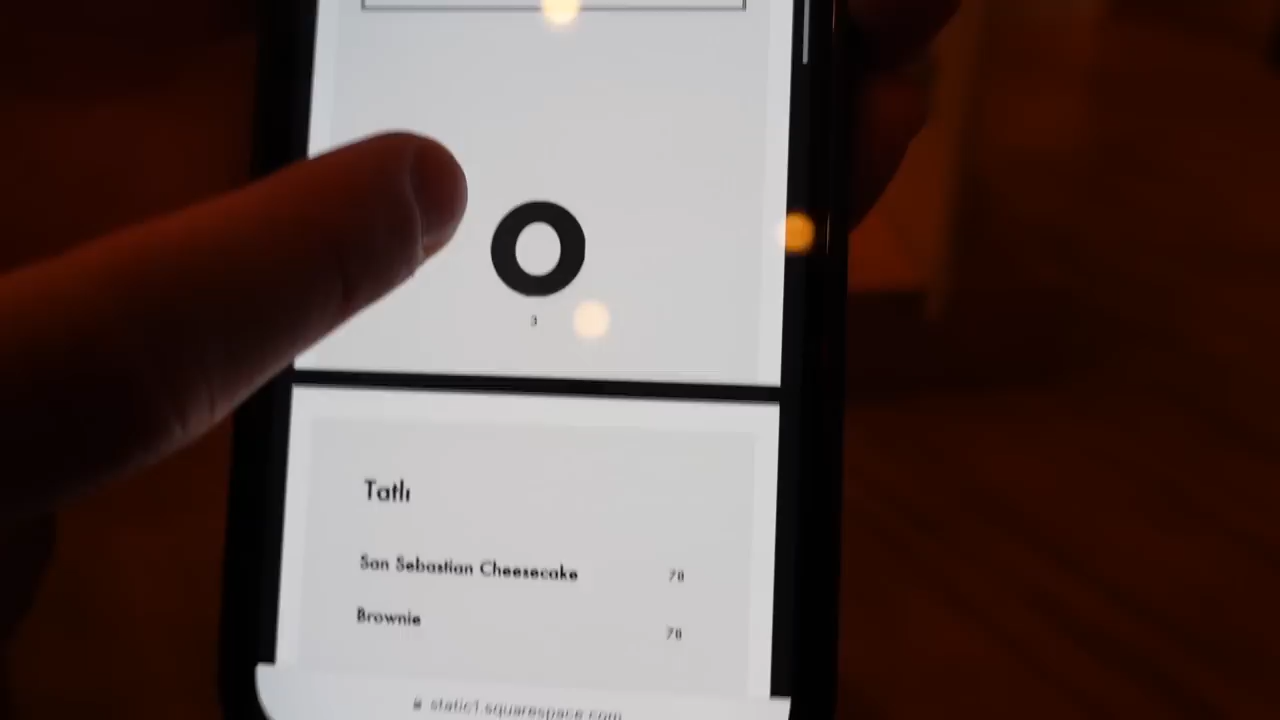 3
Tatlı
San Sebastian Cheesecake 78
Brownie 78
static1.squarespace.com